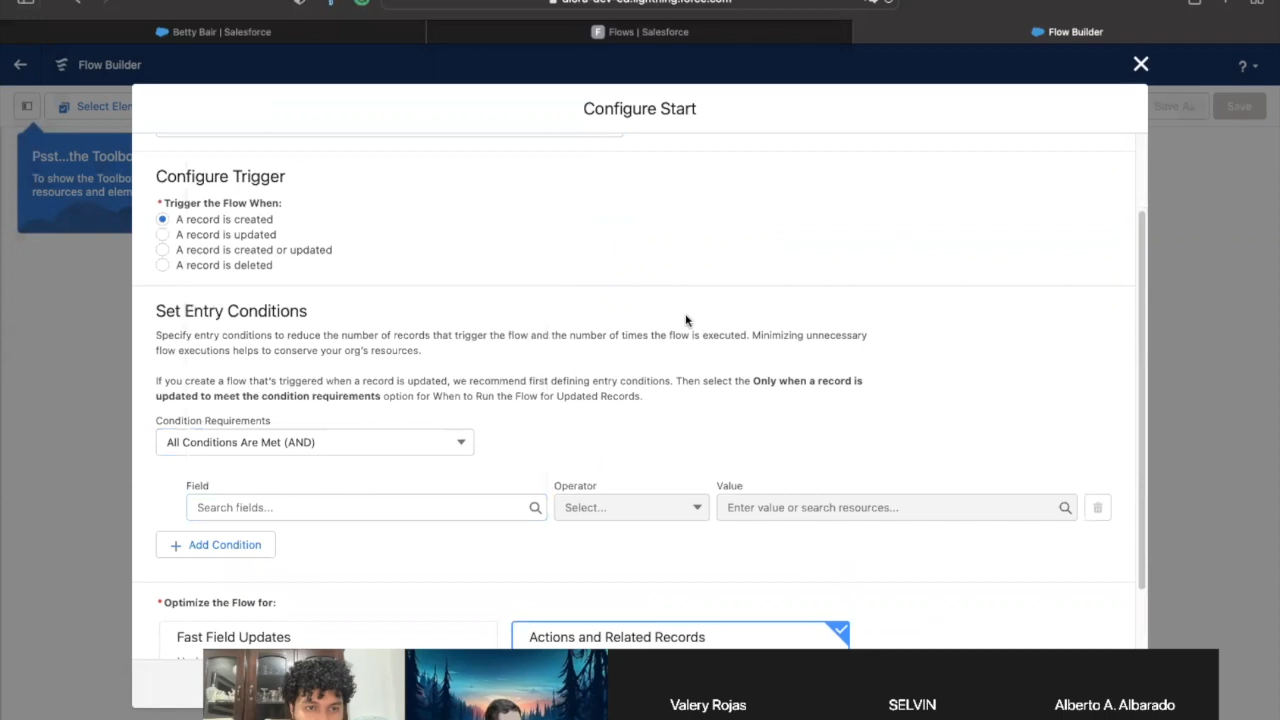 Betty Bair | Salesforce
F Flows | Salesforce
Flow Builder
Flow Builder
?
Select Elem
Save As
Save
Configure Start
Psst...the Toolbo
To show the Toolbo
resources and elem
Configure Trigger
*Trigger the Flow When:
A record is created
A record is updated
A record is created or updated
A record is deleted
Set Entry Conditions
Specify entry conditions to reduce the number of records that trigger the flow and the number of times the flow is executed. Minimizing unnecessary
flow executions helps to conserve your org's resources.
If you create a flow that's triggered when a record is updated, we recommend first defining entry conditions. Then select the Only when a record is
updated to meet the condition requirements option for When to Run the Flow for Updated Records.
Condition Requirements
All Conditions Are Met (AND)
Field Operator Value
Search fields... Select... Enter value or search resources...
+ Add Condition
*Optimize the Flow for:
Fast Field Updates
Actions and Related Records
Valery Rojas
SELVIN
Alberto A. Albarado